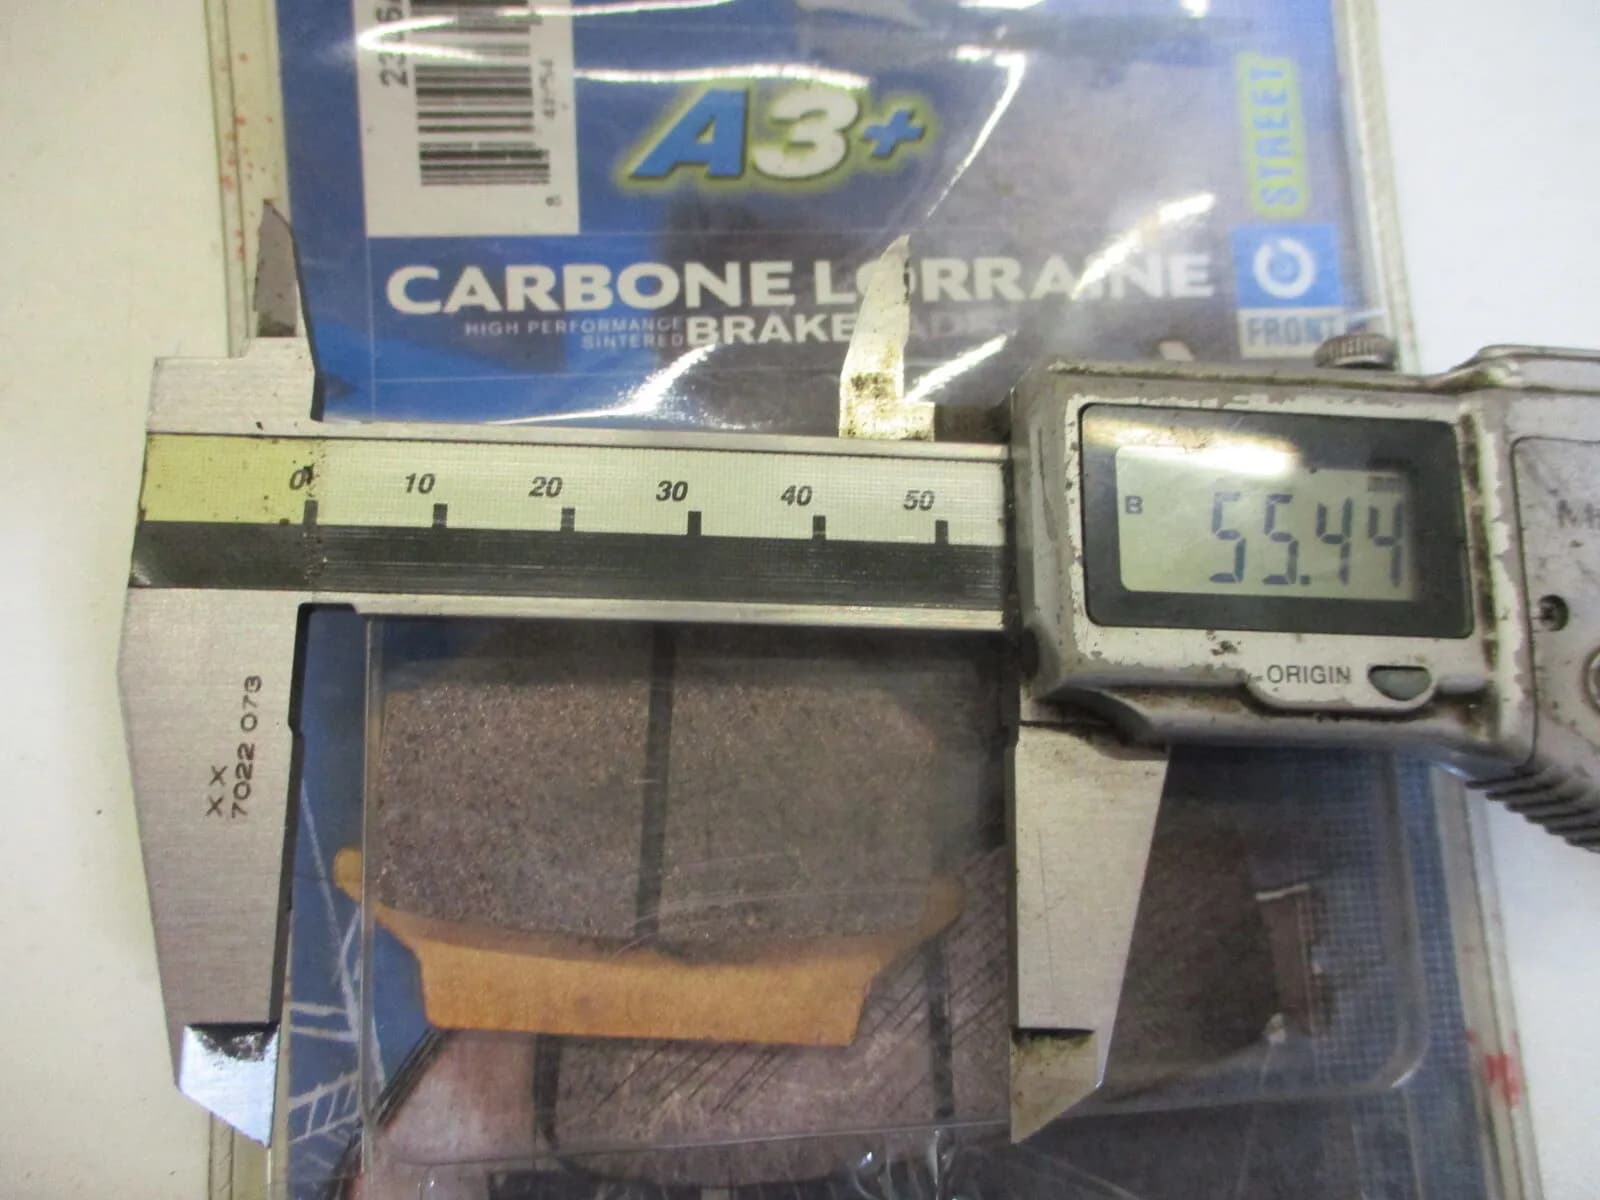 A3+
STREET
CARBONE LORRAINE
HIGH PERFORMANCE
SINTERED BRAKE
FRONT
0 10 20 30 40 50
B 55.44
mm
ORIGIN
XX
7022 073